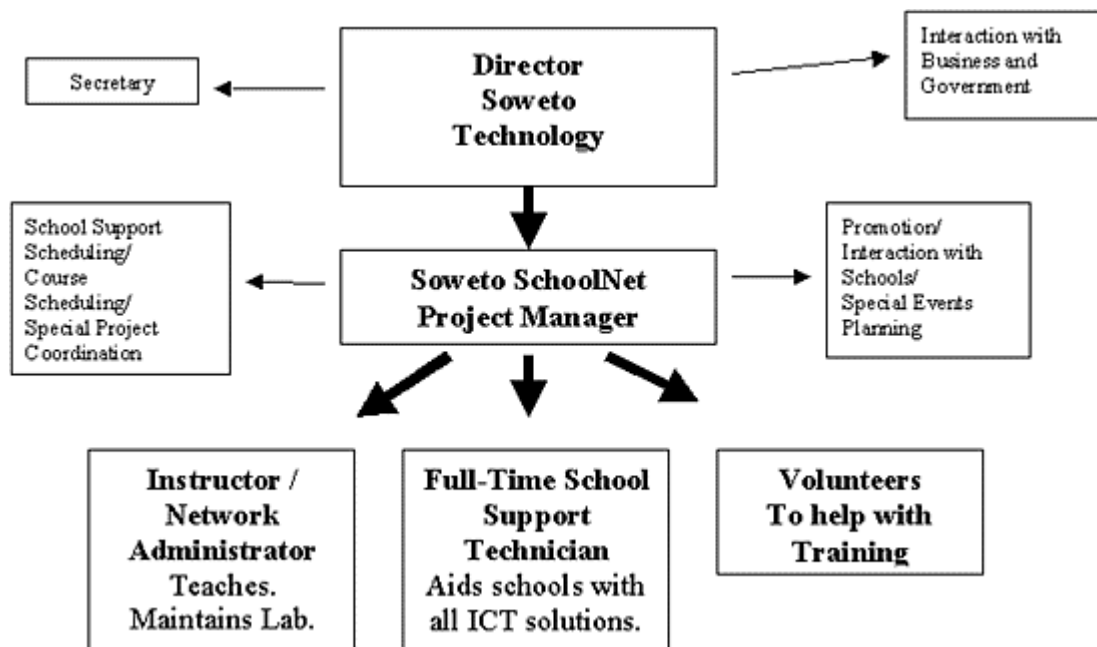 Director
Soweto
Technology
Secretary
Interaction with
Business and
Government
School Support
Scheduling/
Course
Scheduling/
Special Project
Coordination
Soweto SchoolNet
Project Manager
Promotion/
Interaction with
Schools/
Special Events
Planning
Instructor /
Network
Administrator
Teaches.
Maintains Lab.
Full-Time School
Support
Technician
Aids schools with
all ICT solutions.
Volunteers
To help with
Training